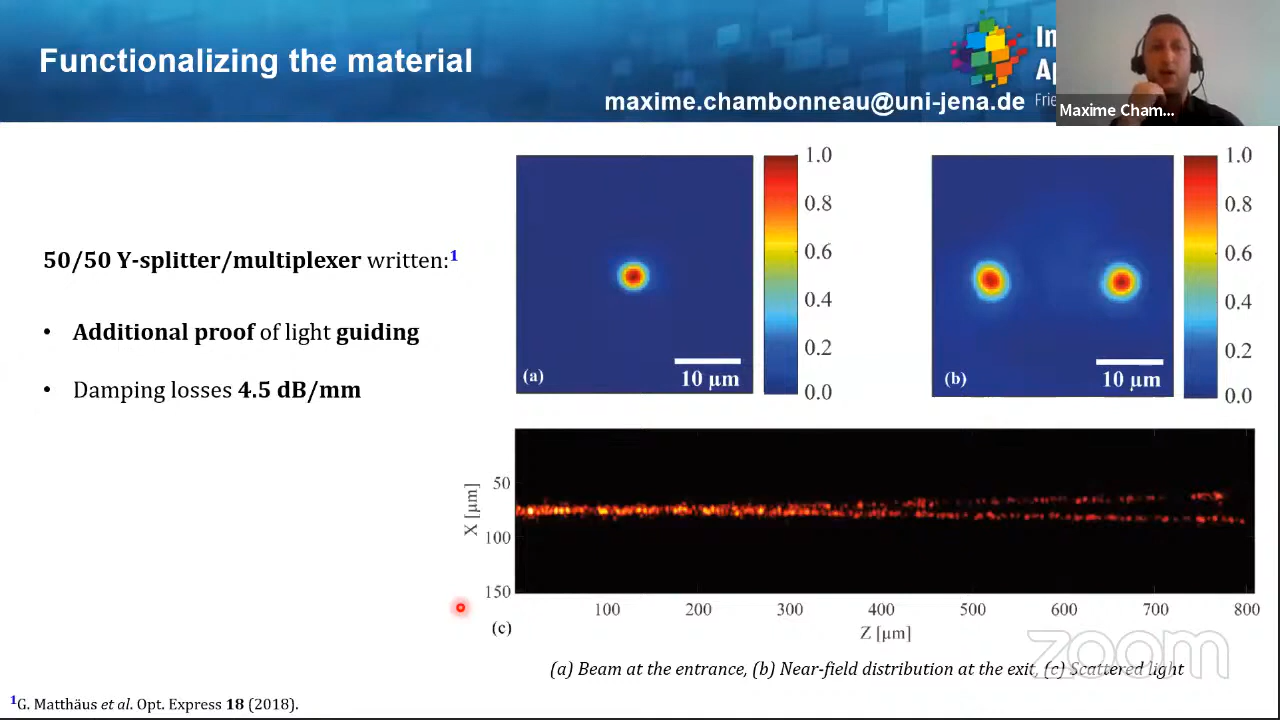 Functionalizing the material
maxime.chambonneau@uni-jena.de
In
Ap
Frie
Maxime Cham...
50/50 Y-splitter/multiplexer written:1
• Additional proof of light guiding
• Damping losses 4.5 dB/mm
1.0
0.8
0.6
0.4
0.2
0.0
(a)
10 µm
1.0
0.8
0.6
0.4
0.2
0.0
(b)
10 µm
X [µm]
50
100
150
100 200 300 400 500 600 700 800
Z [µm]
(c)
zoom
(a) Beam at the entrance, (b) Near-field distribution at the exit, (c) Scattered light
1G. Matthäus et al. Opt. Express 18 (2018).